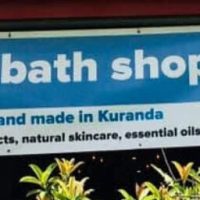 bath shop
and made in Kuranda
cts, natural skincare, essential oils